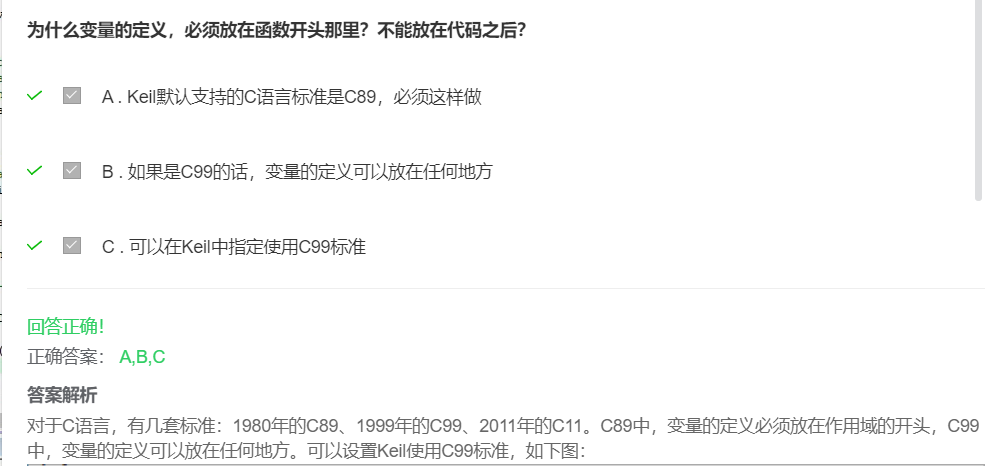 为什么变量的定义，必须放在函数开头那里？不能放在代码之后？
A . Keil默认支持的C语言标准是C89，必须这样做
B . 如果是C99的话，变量的定义可以放在任何地方
C . 可以在Keil中指定使用C99标准
回答正确！
正确答案： A,B,C
答案解析
对于C语言，有几套标准：1980年的C89、1999年的C99、2011年的C11。C89中，变量的定义必须放在作用域的开头，C99
中，变量的定义可以放在任何地方。可以设置Keil使用C99标准，如下图：